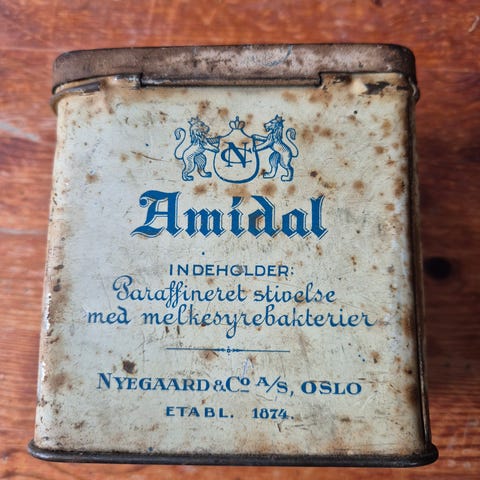 N
Amidal
INDEHOLDER:
Paraffineret stivelse
med melkesyrebakterier
NYEGAARD & Cº A/S, OSLO
ETABL. 1874.